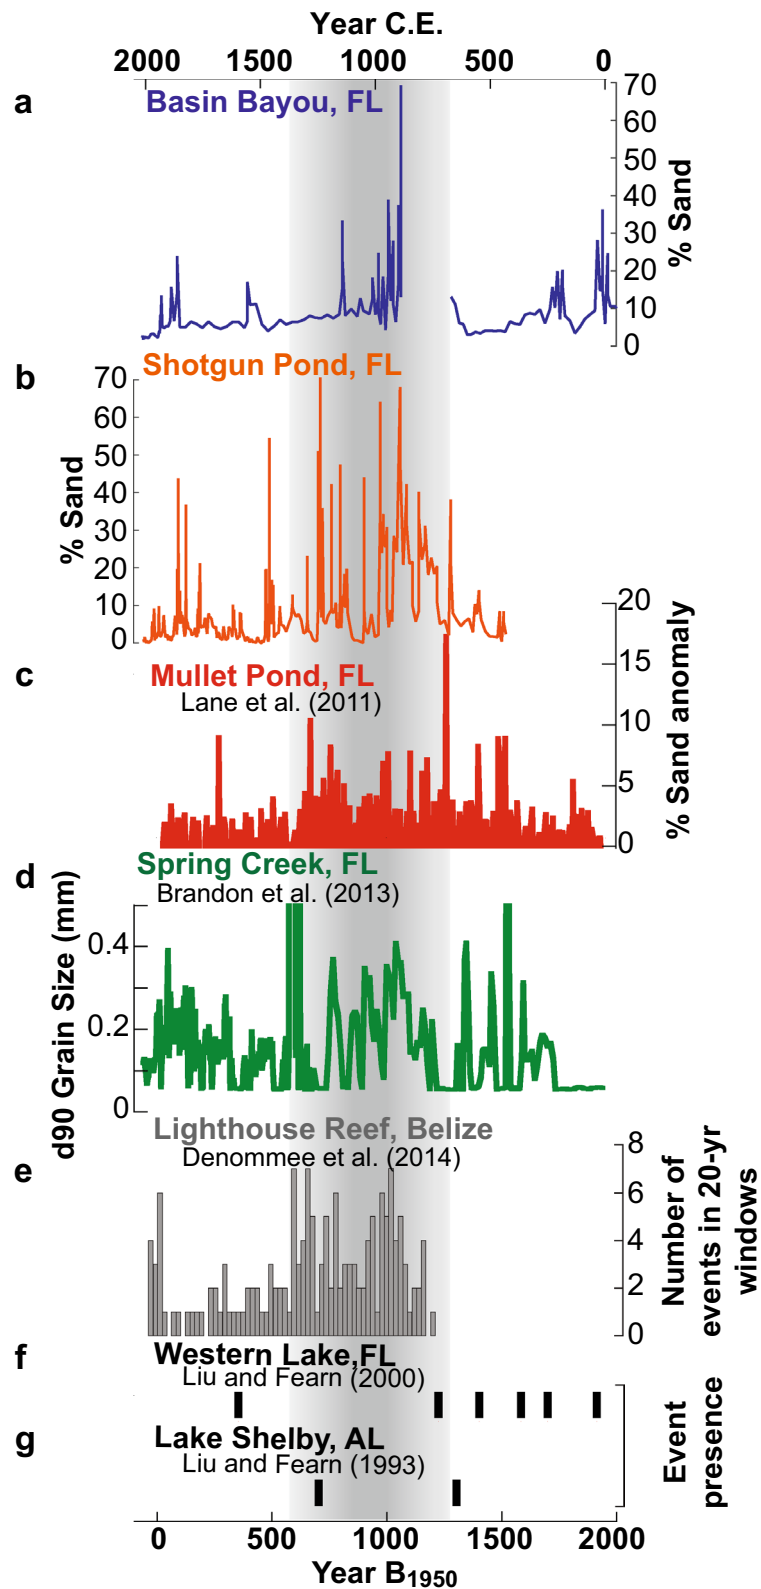 Year C.E.
2000 1500 1000 500 0
a
Basin Bayou, FL
70
60
50
40
30
20
10
0
% Sand
b
Shotgun Pond, FL
70
60
50
40
30
20
10
0
% Sand
c
Mullet Pond, FL
Lane et al. (2011)
20
15
10
5
0
% Sand anomaly
d
Spring Creek, FL
Brandon et al. (2013)
0.4
0.2
0
d90 Grain Size (mm)
e
Lighthouse Reef, Belize
Denommee et al. (2014)
8
6
4
2
0
Number of
events in 20-yr
windows
f
Western Lake,FL
Liu and Fearn (2000)
g
Lake Shelby, AL
Liu and Fearn (1993)
Event
presence
0 500 1000 1500 2000
Year B1950